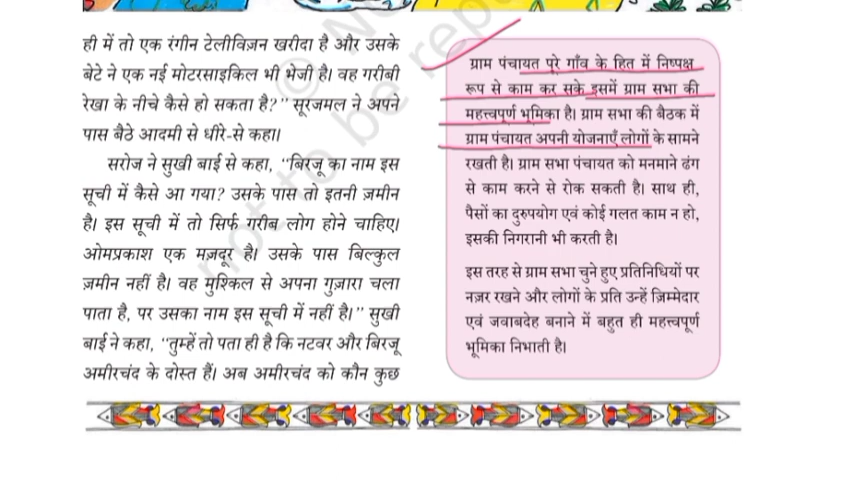 ही में तो एक रंगीन टेलीविज़न खरीदा है और उसके
बेटे ने एक नई मोटरसाइकिल भी भेजी है। वह गरीबी
रेखा के नीचे कैसे हो सकता है?” सूरजमल ने अपने
पास बैठे आदमी से धीरे-से कहा।
सरोज ने सुखी बाई से कहा, “बिरजू का नाम इस
सूची में कैसे आ गया? उसके पास तो इतनी ज़मीन
है। इस सूची में तो सिर्फ गरीब लोग होने चाहिए।
ओमप्रकाश एक मज़दूर है। उसके पास बिल्कुल
ज़मीन नहीं है। वह मुश्किल से अपना गुज़ारा चला
पाता है, पर उसका नाम इस सूची में नहीं है।” सुखी
बाई ने कहा, “तुम्हें तो पता ही है कि नटवर और बिरजू
अमीरचंद के दोस्त हैं। अब अमीरचंद को कौन कुछ
ग्राम पंचायत पूरे गाँव के हित में निष्पक्ष
रूप से काम कर सके इसमें ग्राम सभा की
महत्त्वपूर्ण भूमिका है। ग्राम सभा की बैठक में
ग्राम पंचायत अपनी योजनाएँ लोगों के सामने
रखती है। ग्राम सभा पंचायत को मनमाने ढंग
से काम करने से रोक सकती है। साथ ही,
पैसों का दुरुपयोग एवं कोई गलत काम न हो,
इसकी निगरानी भी करती है।
इस तरह से ग्राम सभा चुने हुए प्रतिनिधियों पर
नज़र रखने और लोगों के प्रति उन्हें ज़िम्मेदार
एवं जवाबदेह बनाने में बहुत ही महत्त्वपूर्ण
भूमिका निभाती है।
not to be rep